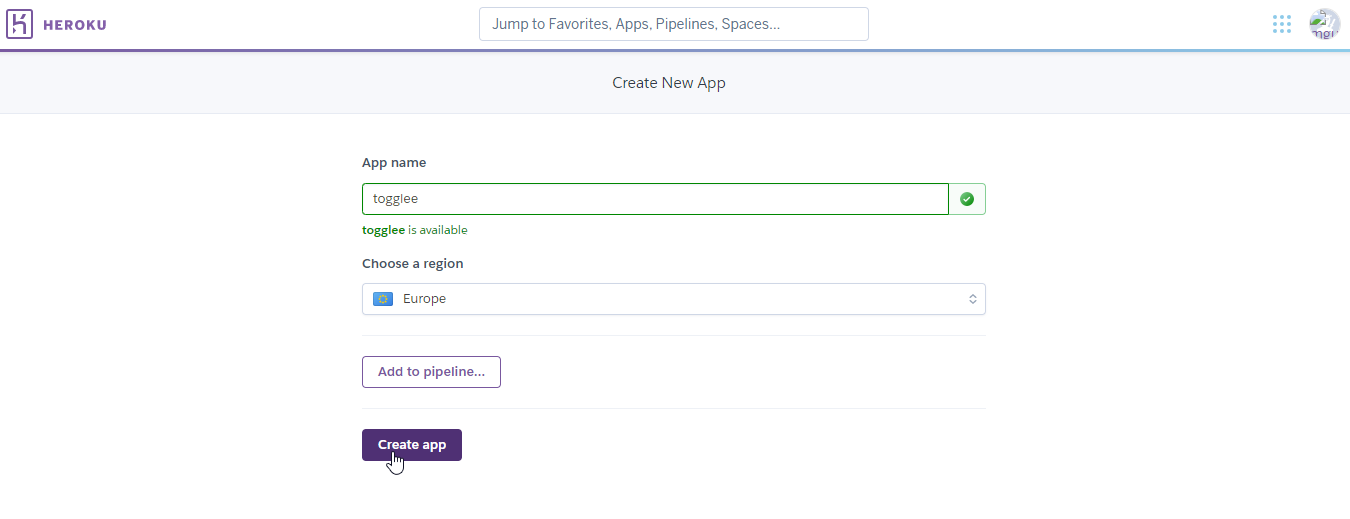 HEROKU
Jump to Favorites, Apps, Pipelines, Spaces...
Create New App
App name
togglee
togglee is available
Choose a region
Europe
Add to pipeline...
Create app